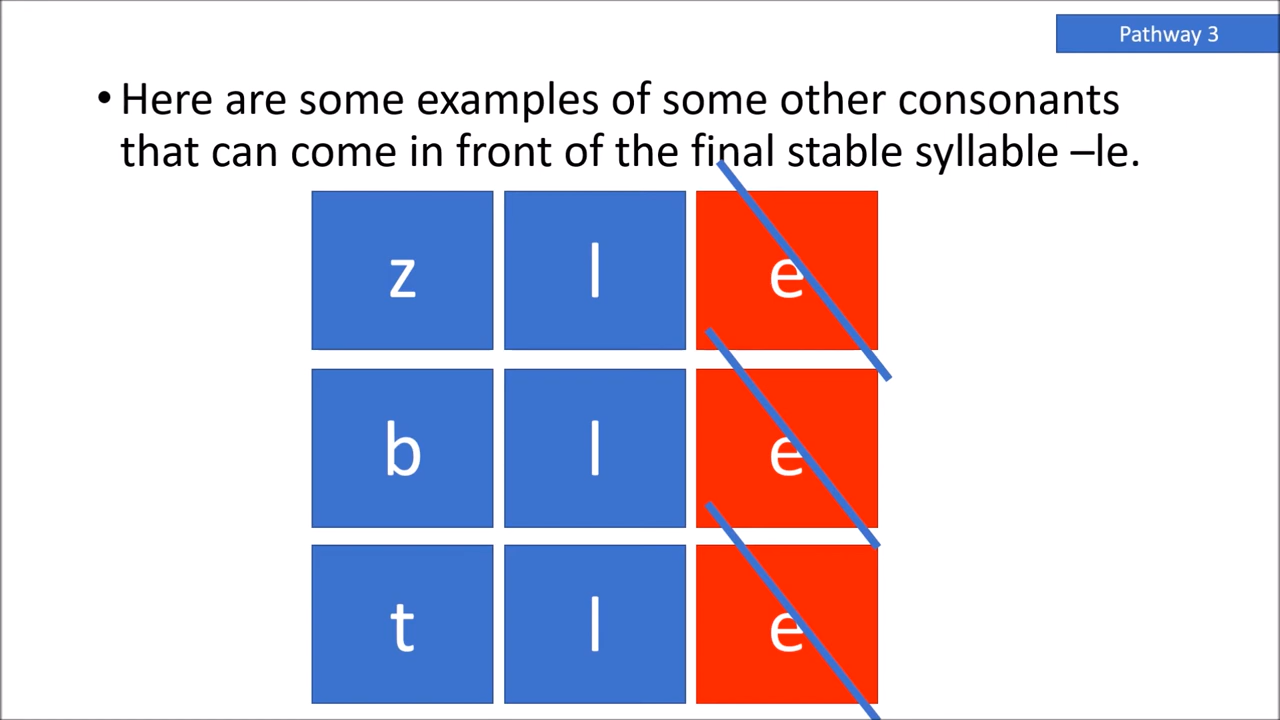 Pathway 3
• Here are some examples of some other consonants
that can come in front of the final stable syllable –le.
z l e
b l e
t l e